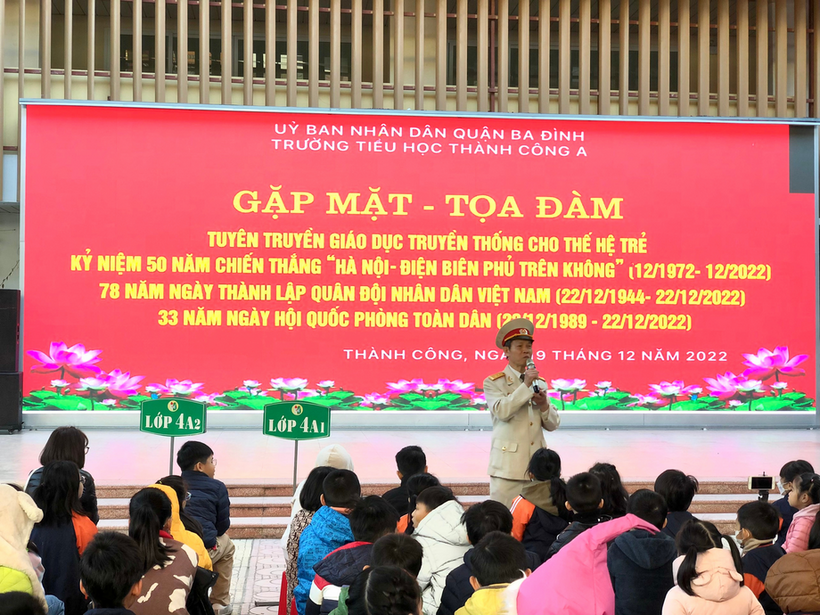 UỶ BAN NHÂN DÂN QUẬN BA ĐÌNH
TRƯỜNG TIỂU HỌC THÀNH CÔNG A
GẶP MẶT - TỌA ĐÀM
TUYÊN TRUYỀN GIÁO DỤC TRUYỀN THỐNG CHO THẾ HỆ TRẺ
KỶ NIỆM 50 NĂM CHIẾN THẮNG “HÀ NỘI- ĐIỆN BIÊN PHỦ TRÊN KHÔNG” (12/1972- 12/2022)
78 NĂM NGÀY THÀNH LẬP QUÂN ĐỘI NHÂN DÂN VIỆT NAM (22/12/1944- 22/12/2022)
33 NĂM NGÀY HỘI QUỐC PHÒNG TOÀN DÂN (22/12/1989 - 22/12/2022)
THÀNH CÔNG, NGÀY 9 THÁNG 12 NĂM 2022
LỚP 4A2
LỚP 4A1